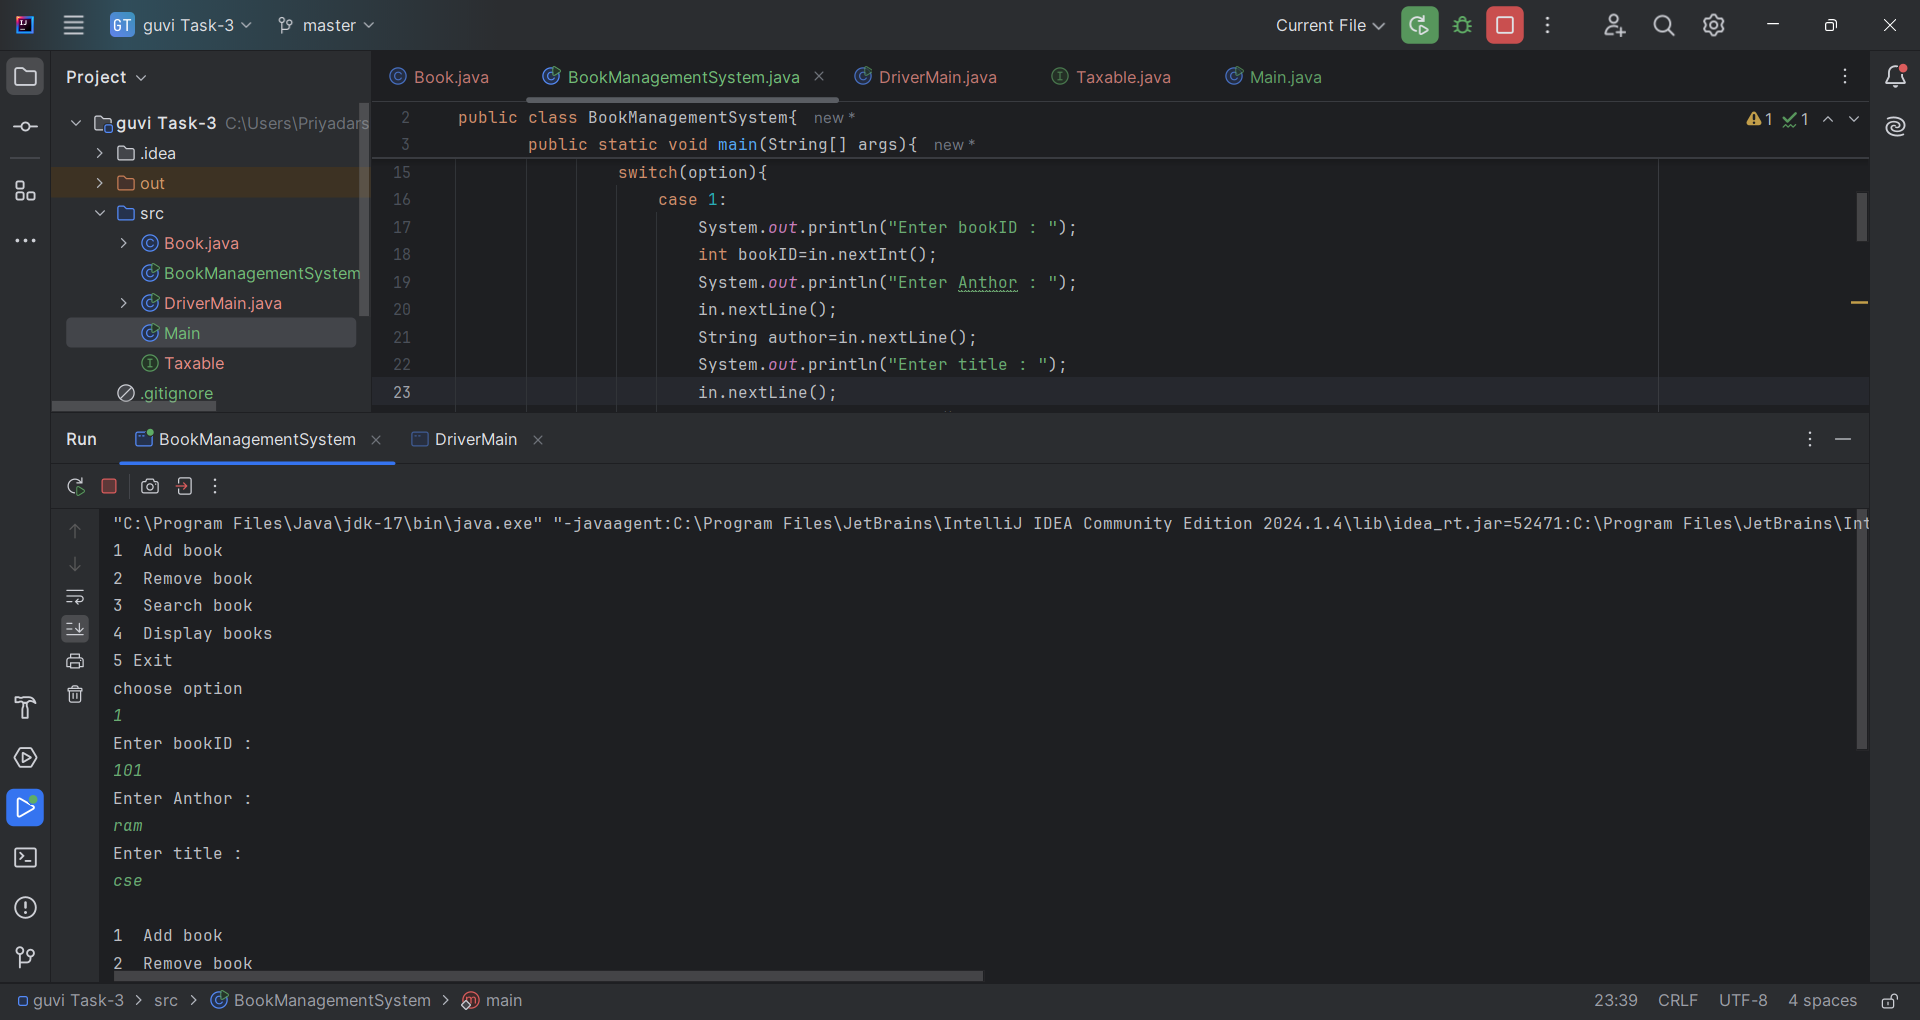 GT guvi Task-3 master Current File
Project
Book.java BookManagementSystem.java DriverMain.java Taxable.java Main.java
guvi Task-3 C:\Users\Priyadars
.idea
out
src
Book.java
BookManagementSystem
DriverMain.java
Main
Taxable
.gitignore
2 public class BookManagementSystem{ new *
3 public static void main(String[] args){ new *
1 1
15 switch(option){
16 case 1:
17 System.out.println("Enter bookID : ");
18 int bookID=in.nextInt();
19 System.out.println("Enter Anthor : ");
20 in.nextLine();
21 String author=in.nextLine();
22 System.out.println("Enter title : ");
23 in.nextLine();
Run BookManagementSystem DriverMain
"C:\Program Files\Java\jdk-17\bin\java.exe" "-javaagent:C:\Program Files\JetBrains\IntelliJ IDEA Community Edition 2024.1.4\lib\idea_rt.jar=52471:C:\Program Files\JetBrains\Int
1 Add book
2 Remove book
3 Search book
4 Display books
5 Exit
choose option
1
Enter bookID :
101
Enter Anthor :
ram
Enter title :
cse
1 Add book
2 Remove book
guvi Task-3 > src > BookManagementSystem > main 23:39 CRLF UTF-8 4 spaces